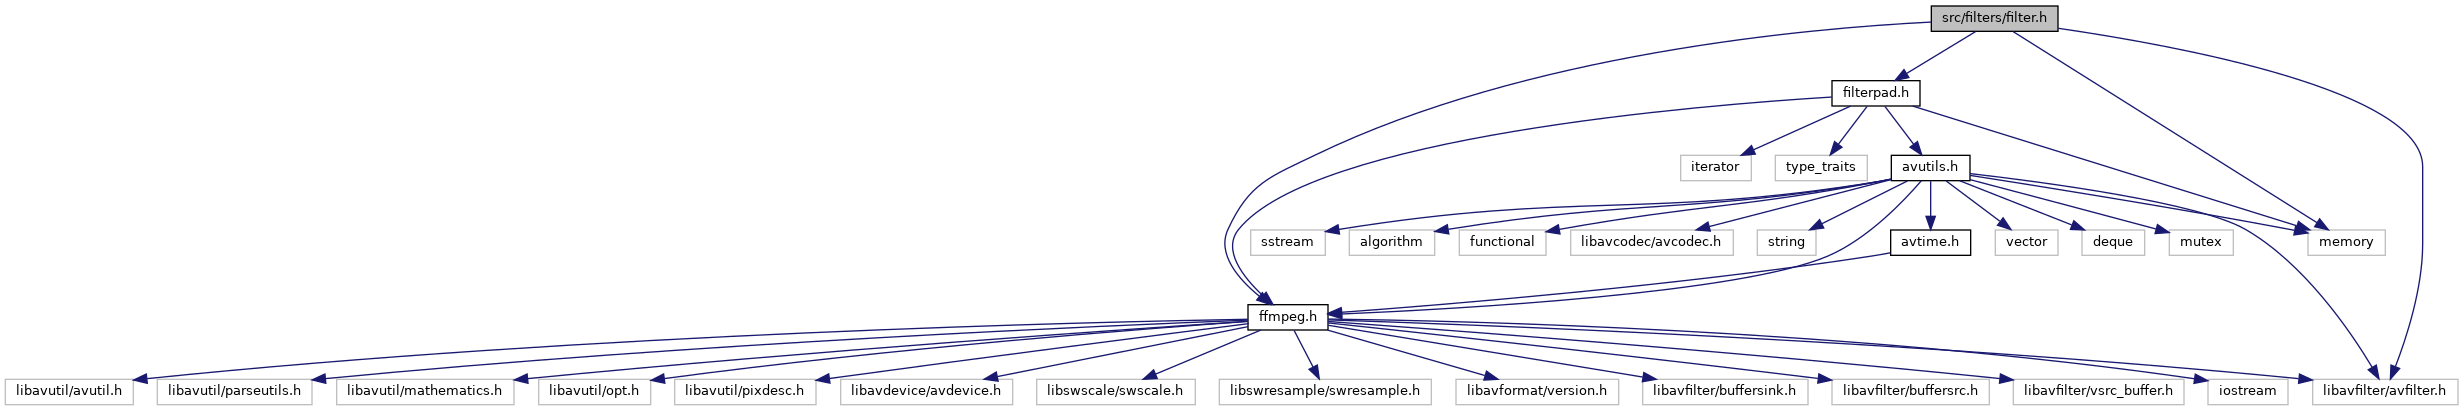 src/filters/filter.h
filterpad.h
iterator
type_traits
avutils.h
sstream
algorithm
functional
libavcodec/avcodec.h
string
avtime.h
vector
deque
mutex
memory
ffmpeg.h
libavutil/avutil.h
libavutil/parseutils.h
libavutil/mathematics.h
libavutil/opt.h
libavutil/pixdesc.h
libavdevice/avdevice.h
libswscale/swscale.h
libswresample/swresample.h
libavformat/version.h
libavfilter/buffersink.h
libavfilter/buffersrc.h
libavfilter/vsrc_buffer.h
iostream
libavfilter/avfilter.h